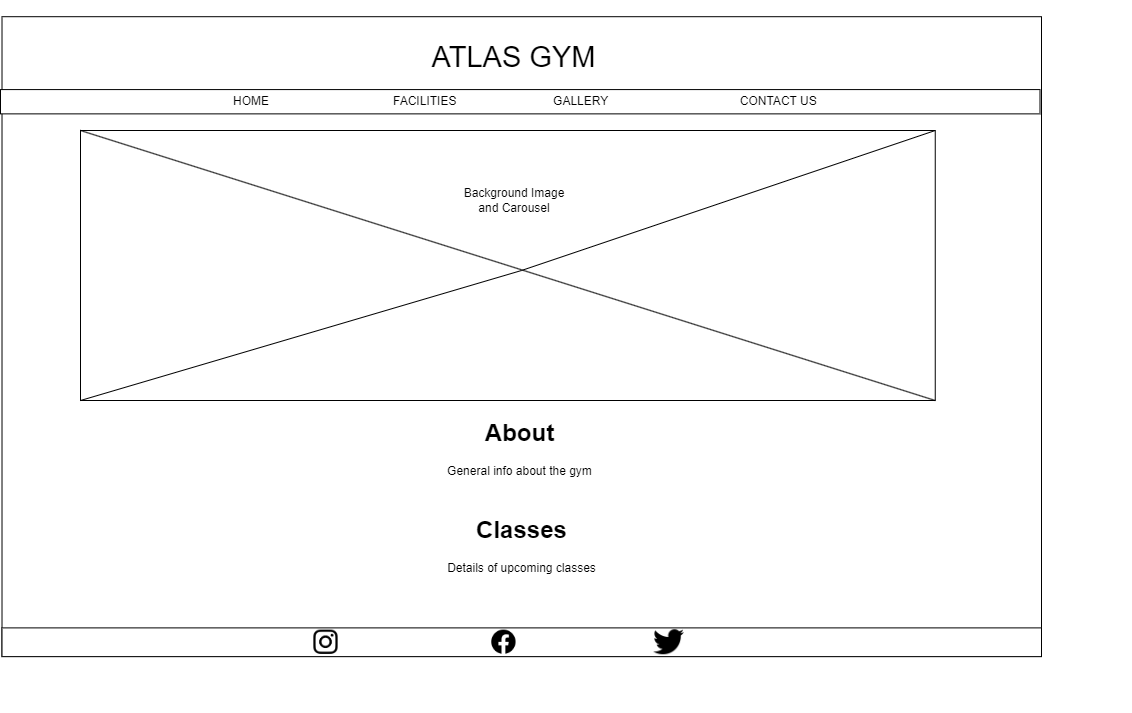 ATLAS GYM
HOME FACILITIES GALLERY CONTACT US
Background Image
and Carousel
About
General info about the gym
Classes
Details of upcoming classes